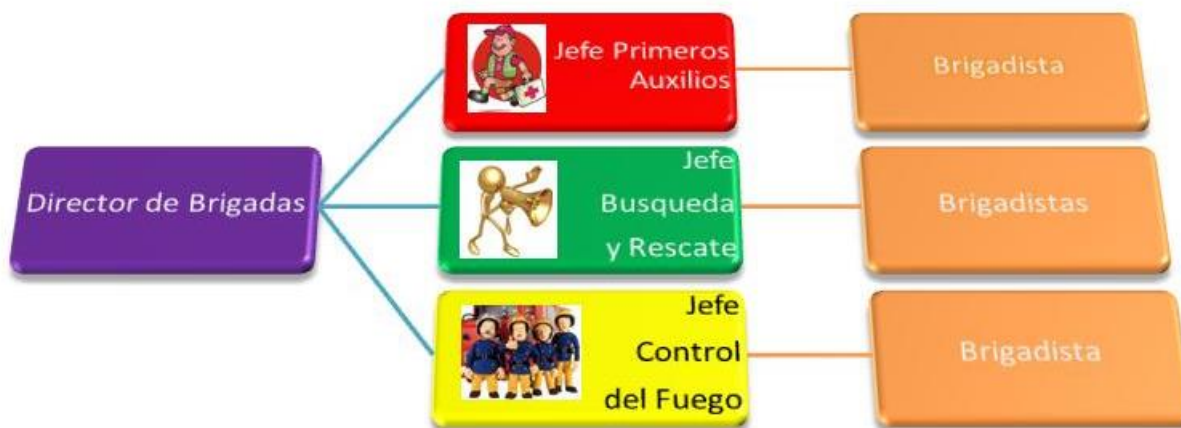 Director de Brigadas
Jefe Primeros
Auxilios
Brigadista
Jefe
Busqueda
y Rescate
Brigadistas
Jefe
Control
del Fuego
Brigadista